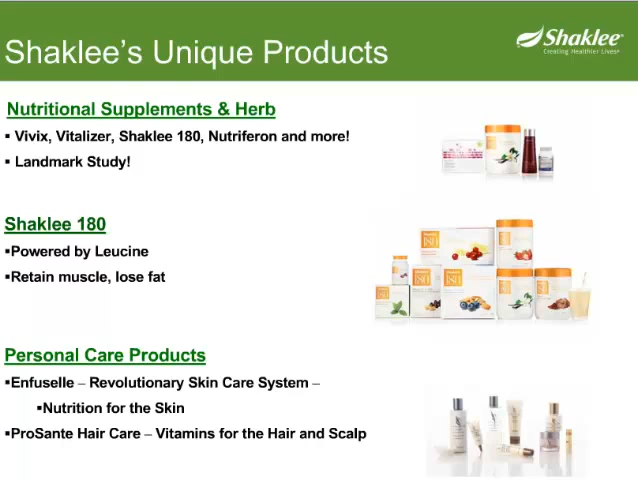 Shaklee's Unique Products
Shaklee®
Creating Healthier Lives®
Nutritional Supplements & Herb
▪ Vivix, Vitalizer, Shaklee 180, Nutriferon and more!
▪ Landmark Study!
Shaklee 180
▪Powered by Leucine
▪Retain muscle, lose fat
Personal Care Products
▪Enfuselle – Revolutionary Skin Care System –
▪Nutrition for the Skin
▪ProSante Hair Care – Vitamins for the Hair and Scalp